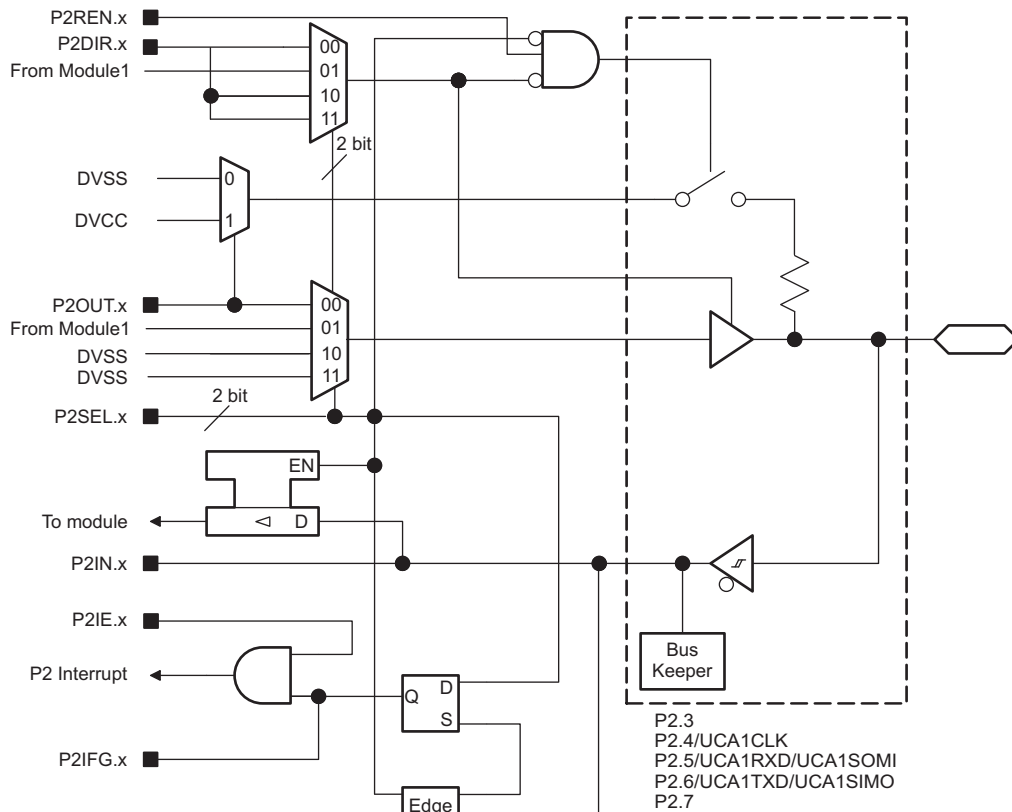 P2REN.x
P2DIR.x
From Module1
00
01
10
11
2 bit
DVSS
DVCC
0
1
P2OUT.x
From Module1
DVSS
DVSS
00
01
10
11
P2SEL.x
2 bit
EN
D
To module
P2IN.x
P2IE.x
P2 Interrupt
P2IFG.x
Q
D
S
Edge
Bus
Keeper
P2.3
P2.4/UCA1CLK
P2.5/UCA1RXD/UCA1SOMI
P2.6/UCA1TXD/UCA1SIMO
P2.7